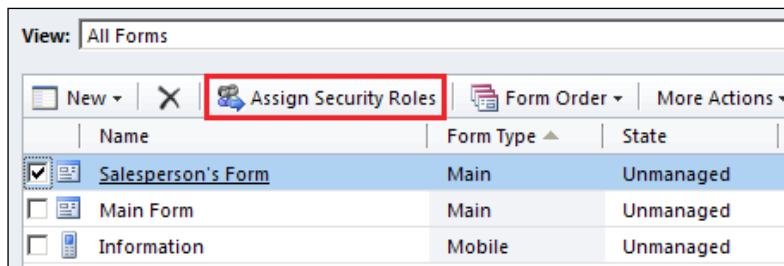 View: All Forms
New Assign Security Roles Form Order More Actions
Name Form Type State
Salesperson's Form Main Unmanaged
Main Form Main Unmanaged
Information Mobile